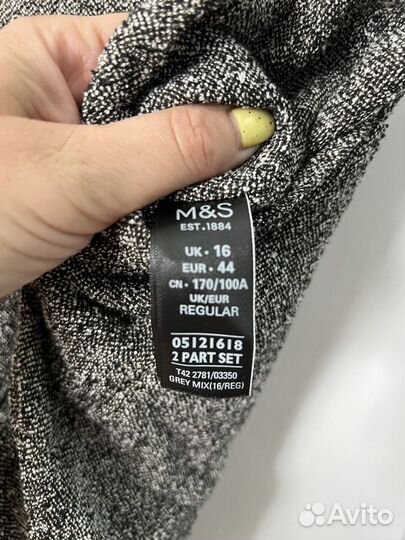 M&S
EST.1884
UK • 16
EUR • 44
CN • 170/100A
UK/EUR
REGULAR
05121618
2 PART SET
T42 2781/03350
GREY MIX(16/REG)
Avito